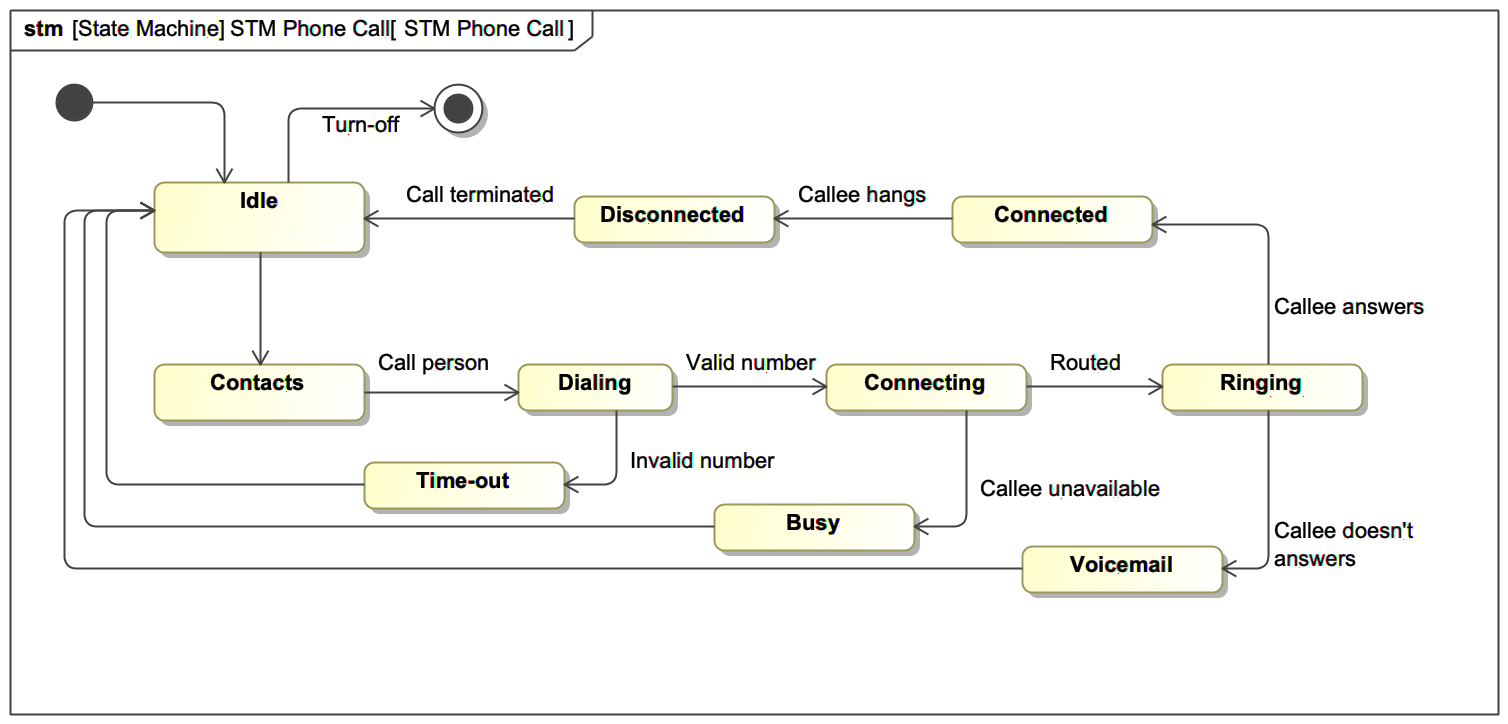 stm [State Machine] STM Phone Call[ STM Phone Call ]
Turn-off
Idle
Call terminated
Disconnected
Callee hangs
Connected
Callee answers
Contacts
Call person
Dialing
Valid number
Connecting
Routed
Ringing
Time-out
Invalid number
Busy
Callee unavailable
Voicemail
Callee doesn't
answers